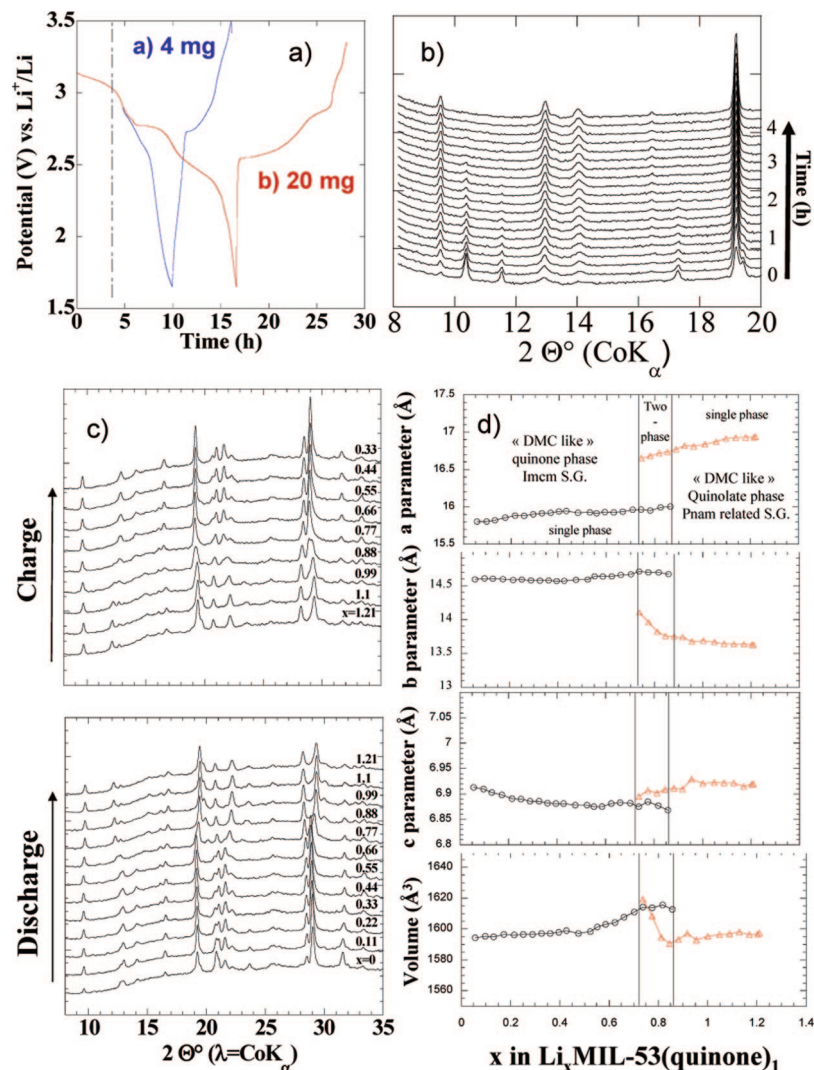 Potential (V) vs. Li⁺/Li
3.5
3
2.5
2
1.5
a) 4 mg
a)
b) 20 mg
0 5 10 15 20 25 30
Time (h)
b)
4
3
2
1
0
Time (h)
8 10 12 14 16 18 20
2 Θ° (CoKα)
c)
Charge
0.33
0.44
0.55
0.66
0.77
0.88
0.99
1.1
x=1.21
Discharge
1.21
1.1
0.99
0.88
0.77
0.66
0.55
0.44
0.33
0.22
0.11
x=0
10 15 20 25 30 35
2 Θ° (λ=CoKα)
d)
a parameter (Å)
17.5
17
16.5
16
15.5
« DMC like »
quinone phase
Imcm S.G.
single phase
Two
-
phase
single phase
« DMC like »
Quinolate phase
Pnam related S.G.
b parameter (Å)
14.5
14
13.5
13
c parameter (Å)
7.05
7
6.95
6.9
6.85
6.8
Volume (Å³)
1640
1620
1600
1580
1560
0 0.2 0.4 0.6 0.8 1 1.2 1.4
x in LiₓMIL-53(quinone)₁